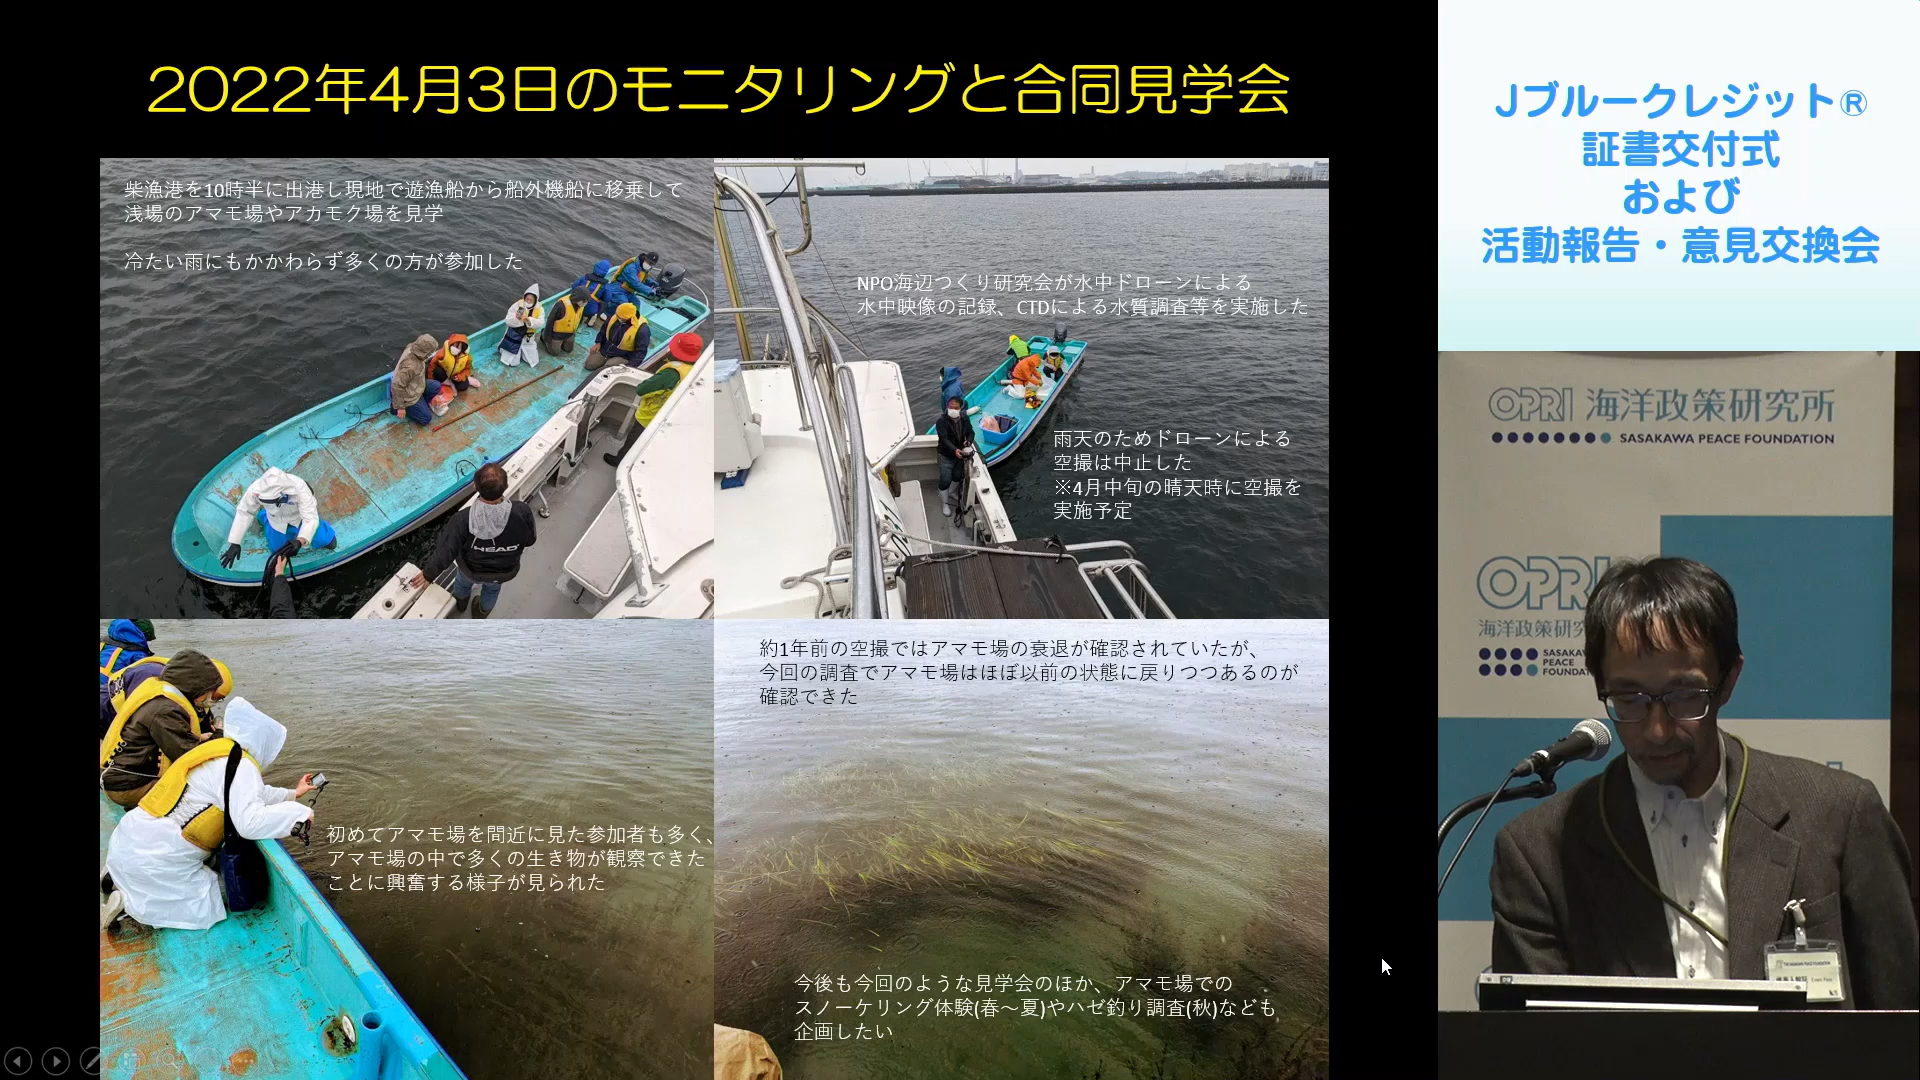 2022年4月3日のモニタリングと合同見学会
柴漁港を10時半に出港し現地で遊漁船から船外機船に移乗して
浅場のアマモ場やアカモク場を見学
冷たい雨にもかかわらず多くの方が参加した
NPO海辺つくり研究会が水中ドローンによる
水中映像の記録、CTDによる水質調査等を実施した
雨天のためドローンによる
空撮は中止した
※4月中旬の晴天時に空撮を
実施予定
HEAD
初めてアマモ場を間近に見た参加者も多く、
アマモ場の中で多くの生き物が観察できた
ことに興奮する様子が見られた
約1年前の空撮ではアマモ場の衰退が確認されていたが、
今回の調査でアマモ場はほぼ以前の状態に戻りつつあるのが
確認できた
今後も今回のような見学会のほか、アマモ場での
スノーケリング体験(春～夏)やハゼ釣り調査(秋)なども
企画したい
Jブルークレジット®
証書交付式
および
活動報告・意見交換会
OPRI 海洋政策研究所
SASAKAWA PEACE FOUNDATION
OPRI
海洋政策研究
PEACE